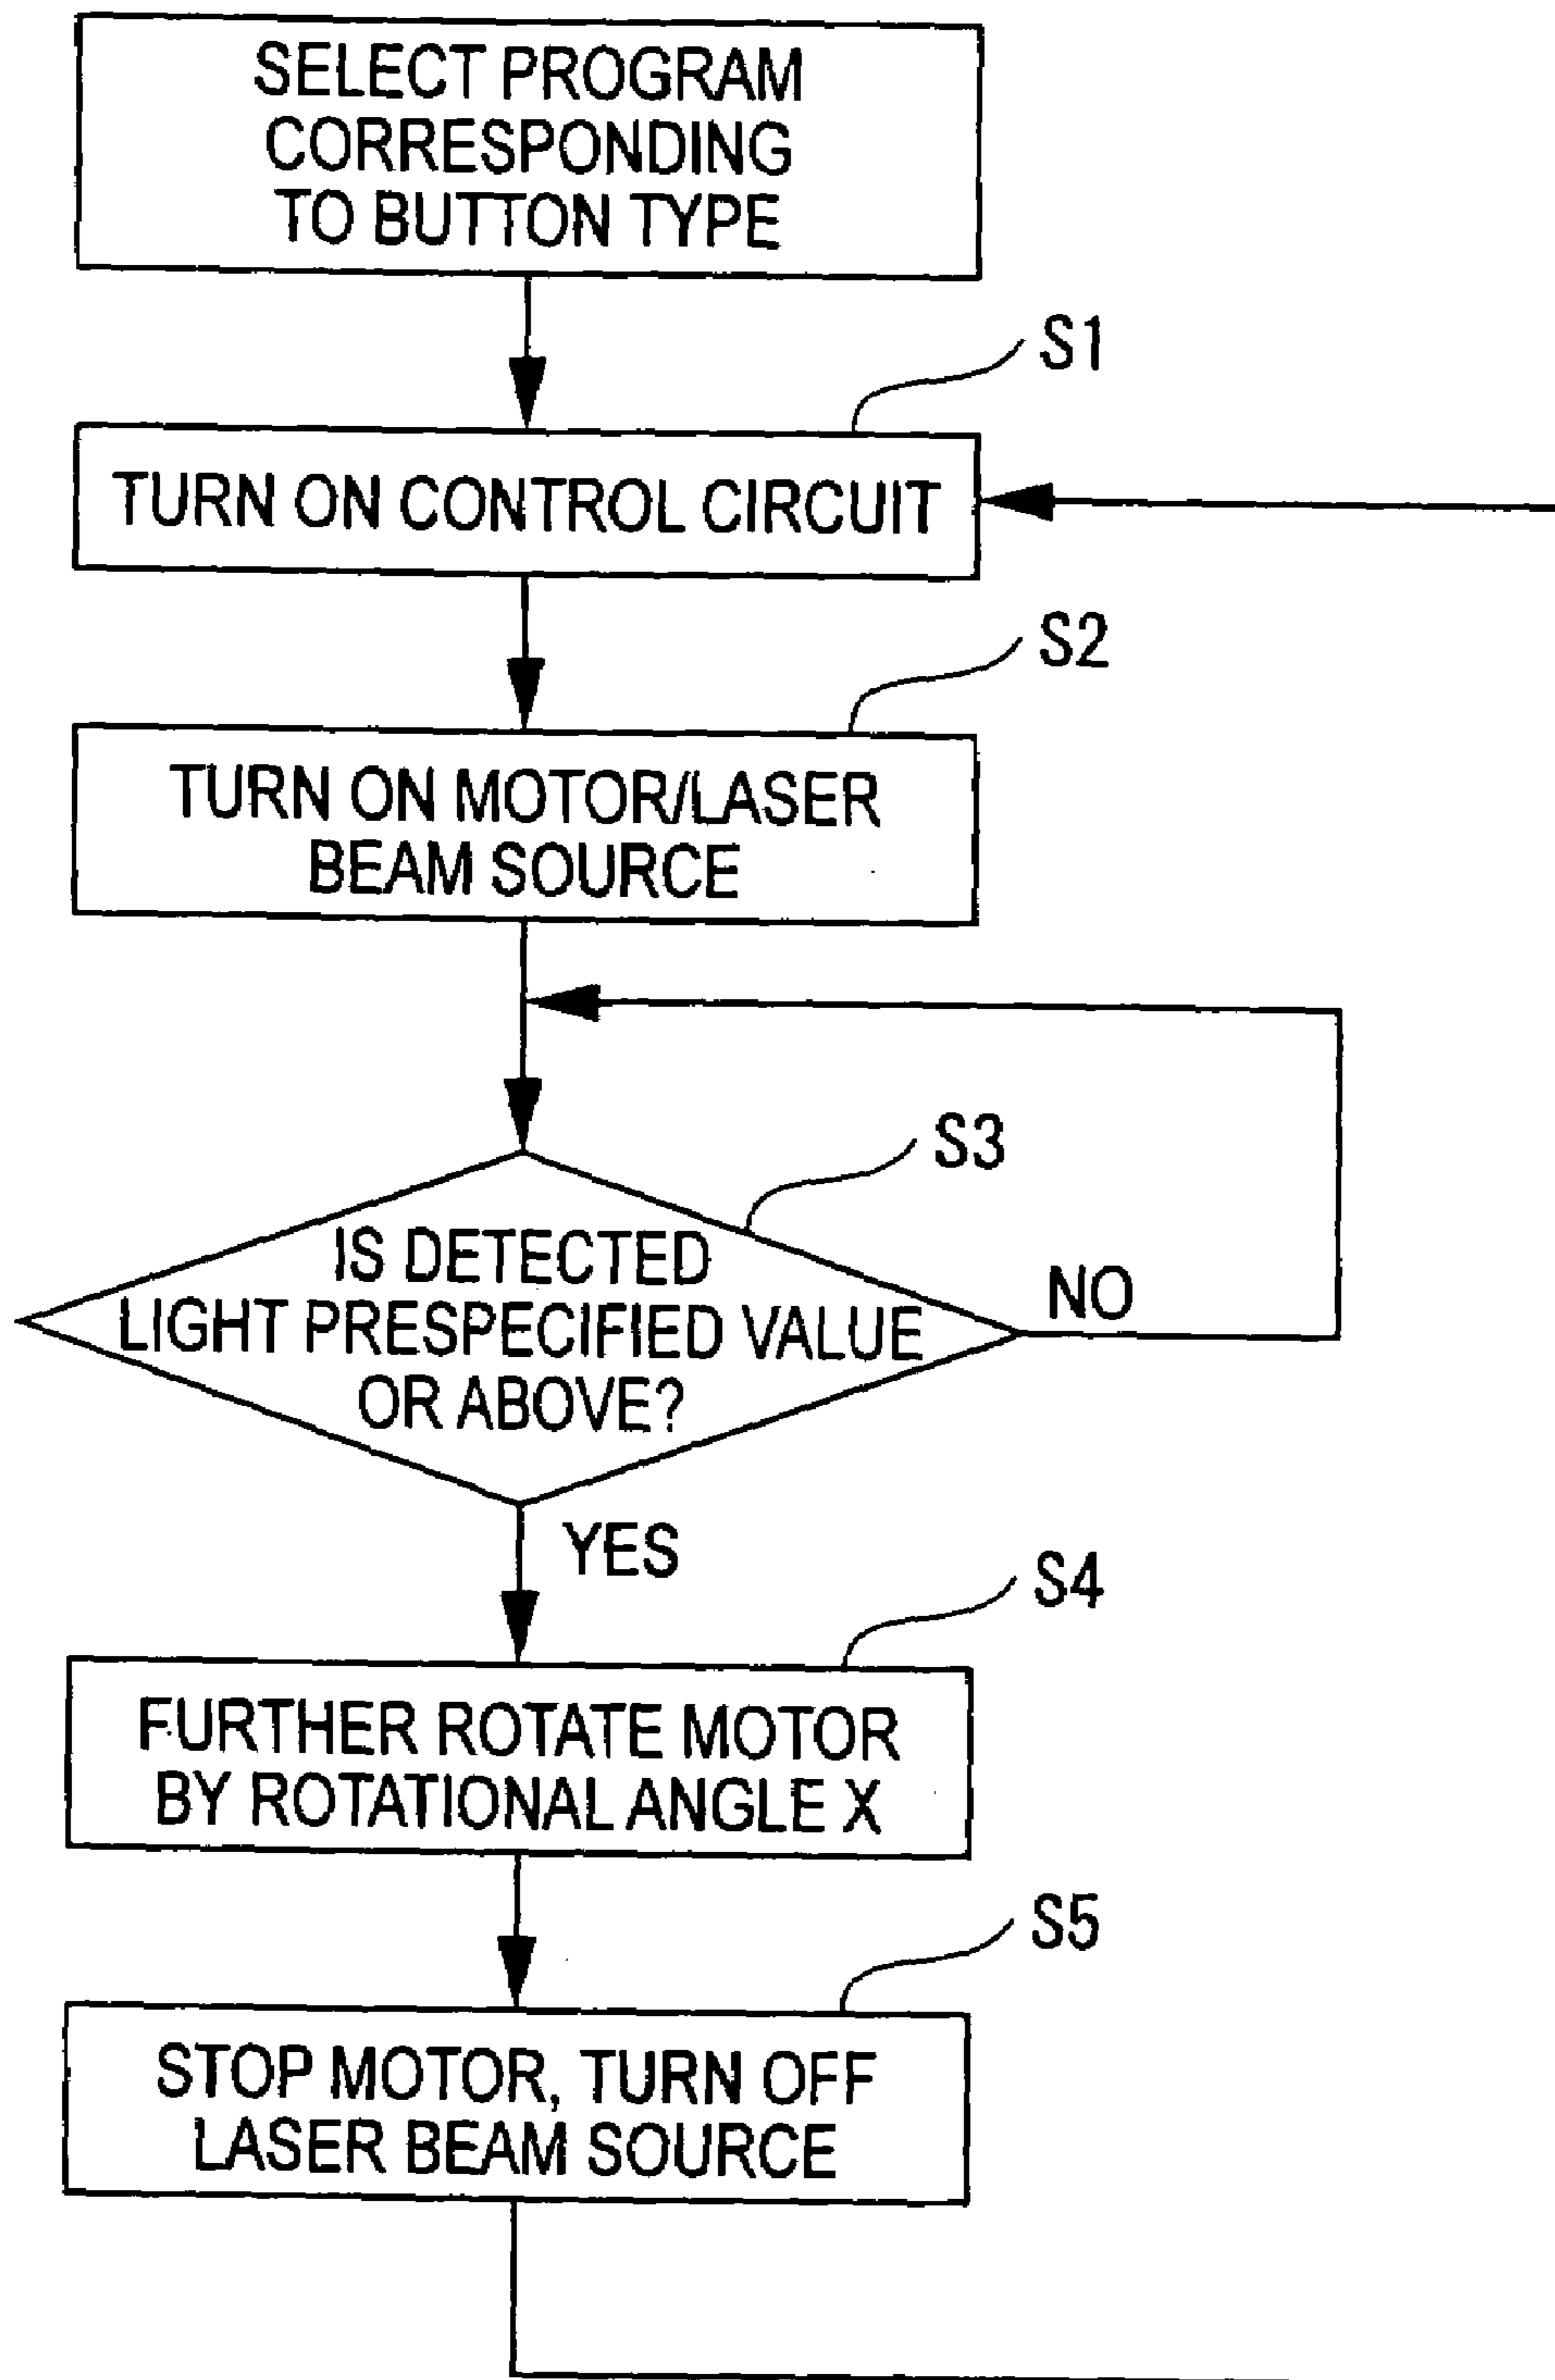 SELECT PROGRAM
CORRESPONDING
TO BUTTON TYPE
S1
TURN ON CONTROL CIRCUIT
S2
TURN ON MOTOR/LASER
BEAM SOURCE
S3
IS DETECTED
LIGHT PRESPECIFIED VALUE
OR ABOVE?
NO
YES
S4
FURTHER ROTATE MOTOR
BY ROTATIONAL ANGLE X
S5
STOP MOTOR, TURN OFF
LASER BEAM SOURCE